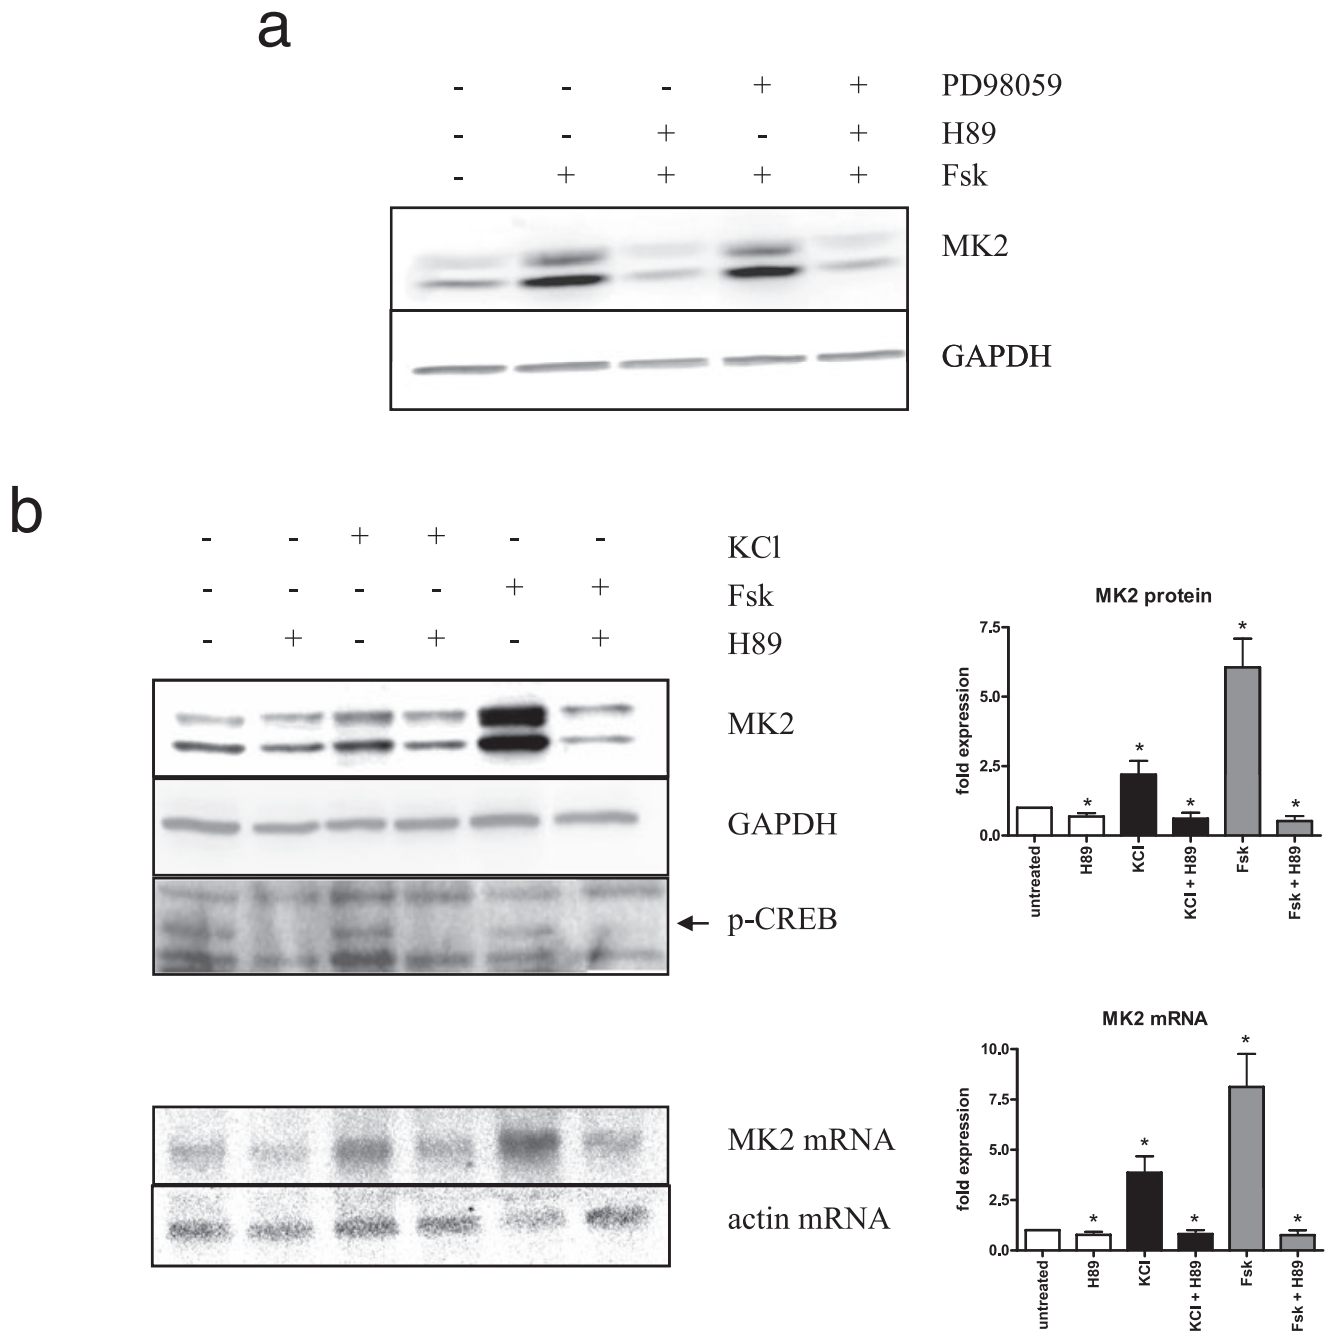 a
- - - + + PD98059
- - + - + H89
- + + + + Fsk
MK2
GAPDH
b
- - + + - - KCl
- - - - + + Fsk
- + - + - + H89
MK2
GAPDH
p-CREB
MK2 mRNA
actin mRNA
MK2 protein
fold expression
7.5
5.0
2.5
0.0
* * * * *
untreated
H89
KCl
KCl + H89
Fsk
Fsk + H89
MK2 mRNA
fold expression
10.0
7.5
5.0
2.5
0.0
* * * * *
untreated
H89
KCl
KCl + H89
Fsk
Fsk + H89